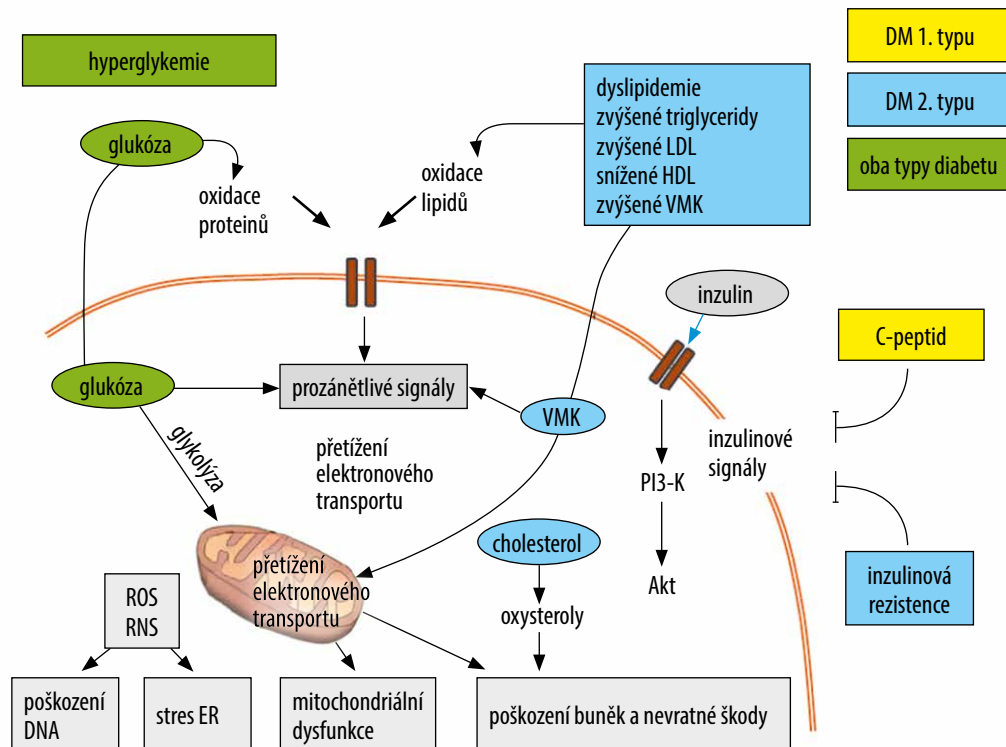 hyperglykemie
DM 1. typu
DM 2. typu
oba typy diabetu
dyslipidemie
zvýšené triglyceridy
zvýšené LDL
snížené HDL
zvýšené VMK
glukóza
oxidace
proteinů
oxidace
lipidů
inzulin
C-peptid
glukóza
prozánětlivé signály
VMK
inzulinové
signály
glykolýza
přetížení
elektronového
transportu
PI3-K
cholesterol
Akt
inzulinová
rezistence
přetížení
elektronového
transportu
oxysteroly
ROS
RNS
poškození
DNA
stres ER
mitochondriální
dysfunkce
poškození buněk a nevratné škody